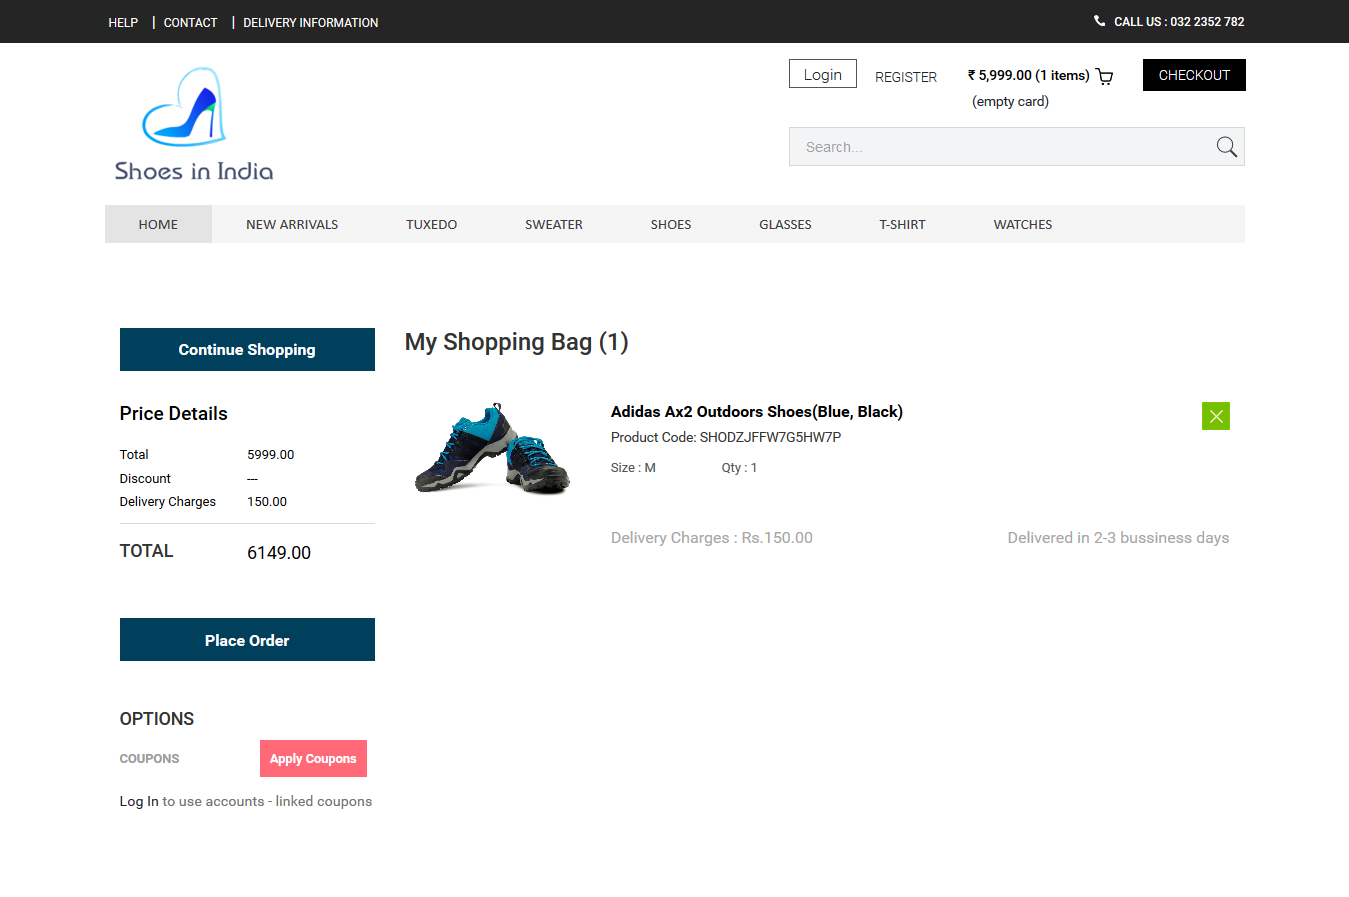 HELP | CONTACT | DELIVERY INFORMATION
CALL US : 032 2352 782
Shoes in India
Login
REGISTER
₹ 5,999.00 (1 items)
(empty card)
CHECKOUT
Search...
HOME NEW ARRIVALS TUXEDO SWEATER SHOES GLASSES T-SHIRT WATCHES
Continue Shopping
Price Details
Total 5999.00
Discount ---
Delivery Charges 150.00
TOTAL 6149.00
Place Order
OPTIONS
COUPONS Apply Coupons
Log In to use accounts - linked coupons
My Shopping Bag (1)
Adidas Ax2 Outdoors Shoes(Blue, Black)
Product Code: SHODZJFFW7G5HW7P
Size : M Qty : 1
Delivery Charges : Rs.150.00 Delivered in 2-3 bussiness days